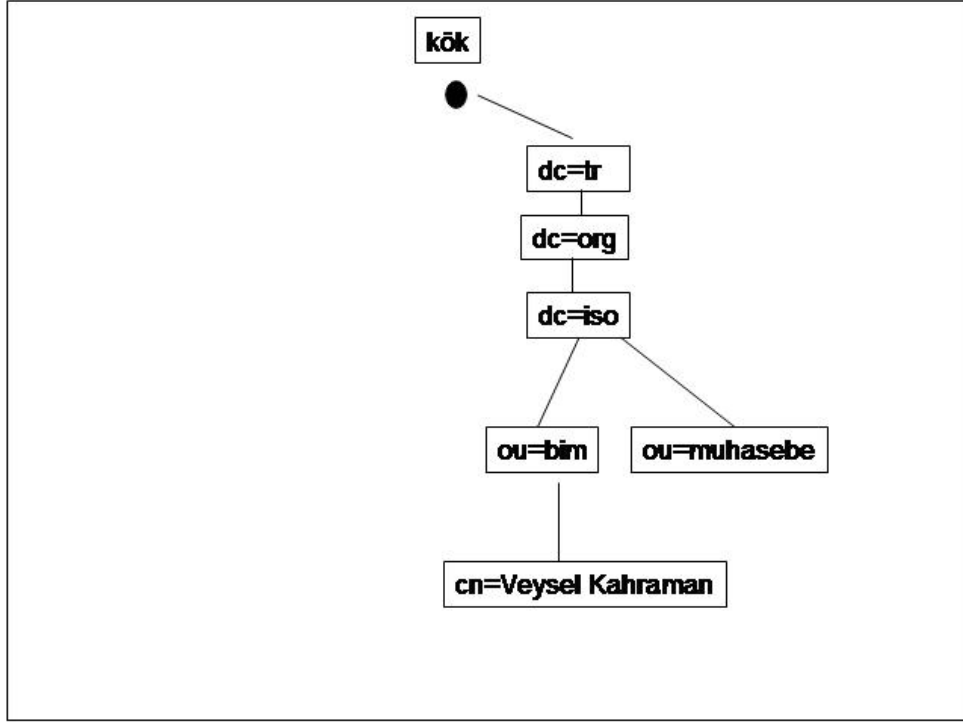 kök
dc=tr
dc=org
dc=iso
ou=bim
ou=muhasebe
cn=Veysel Kahraman